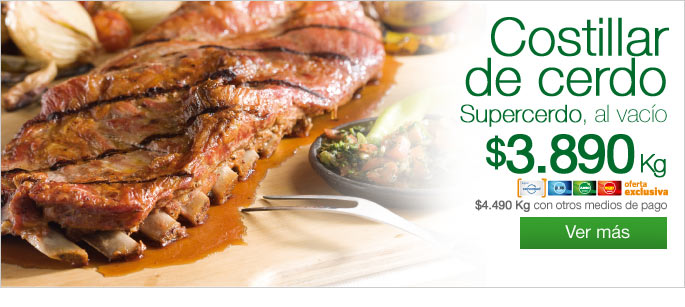 Costillar
de cerdo
Supercerdo, al vacío
$3.890 Kg
oferta
exclusiva
$4.490 Kg con otros medios de pago
Ver más